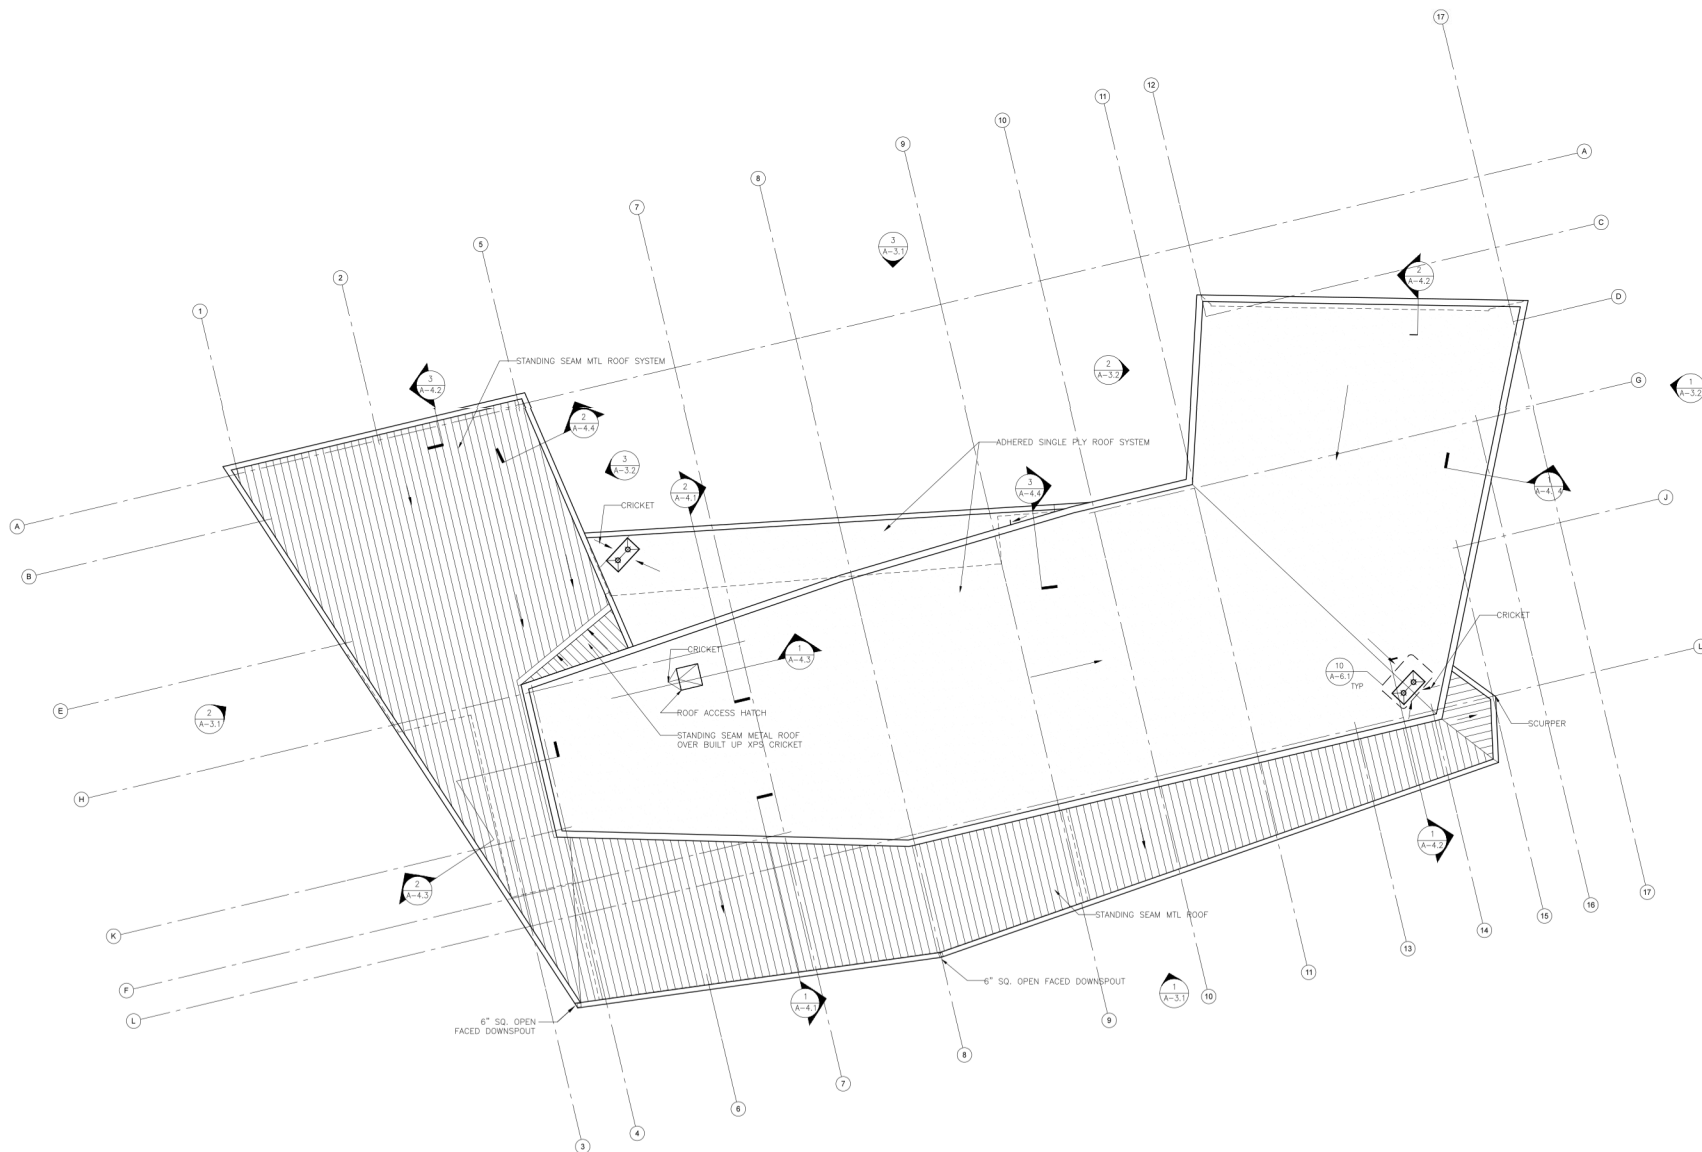 17
12
11
10
9
8
7
5
2
1
A
C
D
G
J
L
3
A-3.1
2
A-4.2
2
A-3.2
1
A-3.2
3
A-4.2
STANDING SEAM MTL ROOF SYSTEM
2
A-4.4
ADHERED SINGLE PLY ROOF SYSTEM
3
A-3.2
2
A-4.1
3
A-4.4
1
A-4.4
CRICKET
A
B
E
H
K
F
L
CRICKET
1
A-4.3
10
A-6.1
TYP
CRICKET
ROOF ACCESS HATCH
SCUPPER
2
A-3.1
STANDING SEAM METAL ROOF
OVER BUILT UP XPS CRICKET
1
A-4.2
2
A-4.3
STANDING SEAM MTL ROOF
6" SQ. OPEN FACED DOWNSPOUT
1
A-3.1
1
A-4.1
6" SQ. OPEN
FACED DOWNSPOUT
17
16
15
14
13
11
10
9
8
7
6
4
3